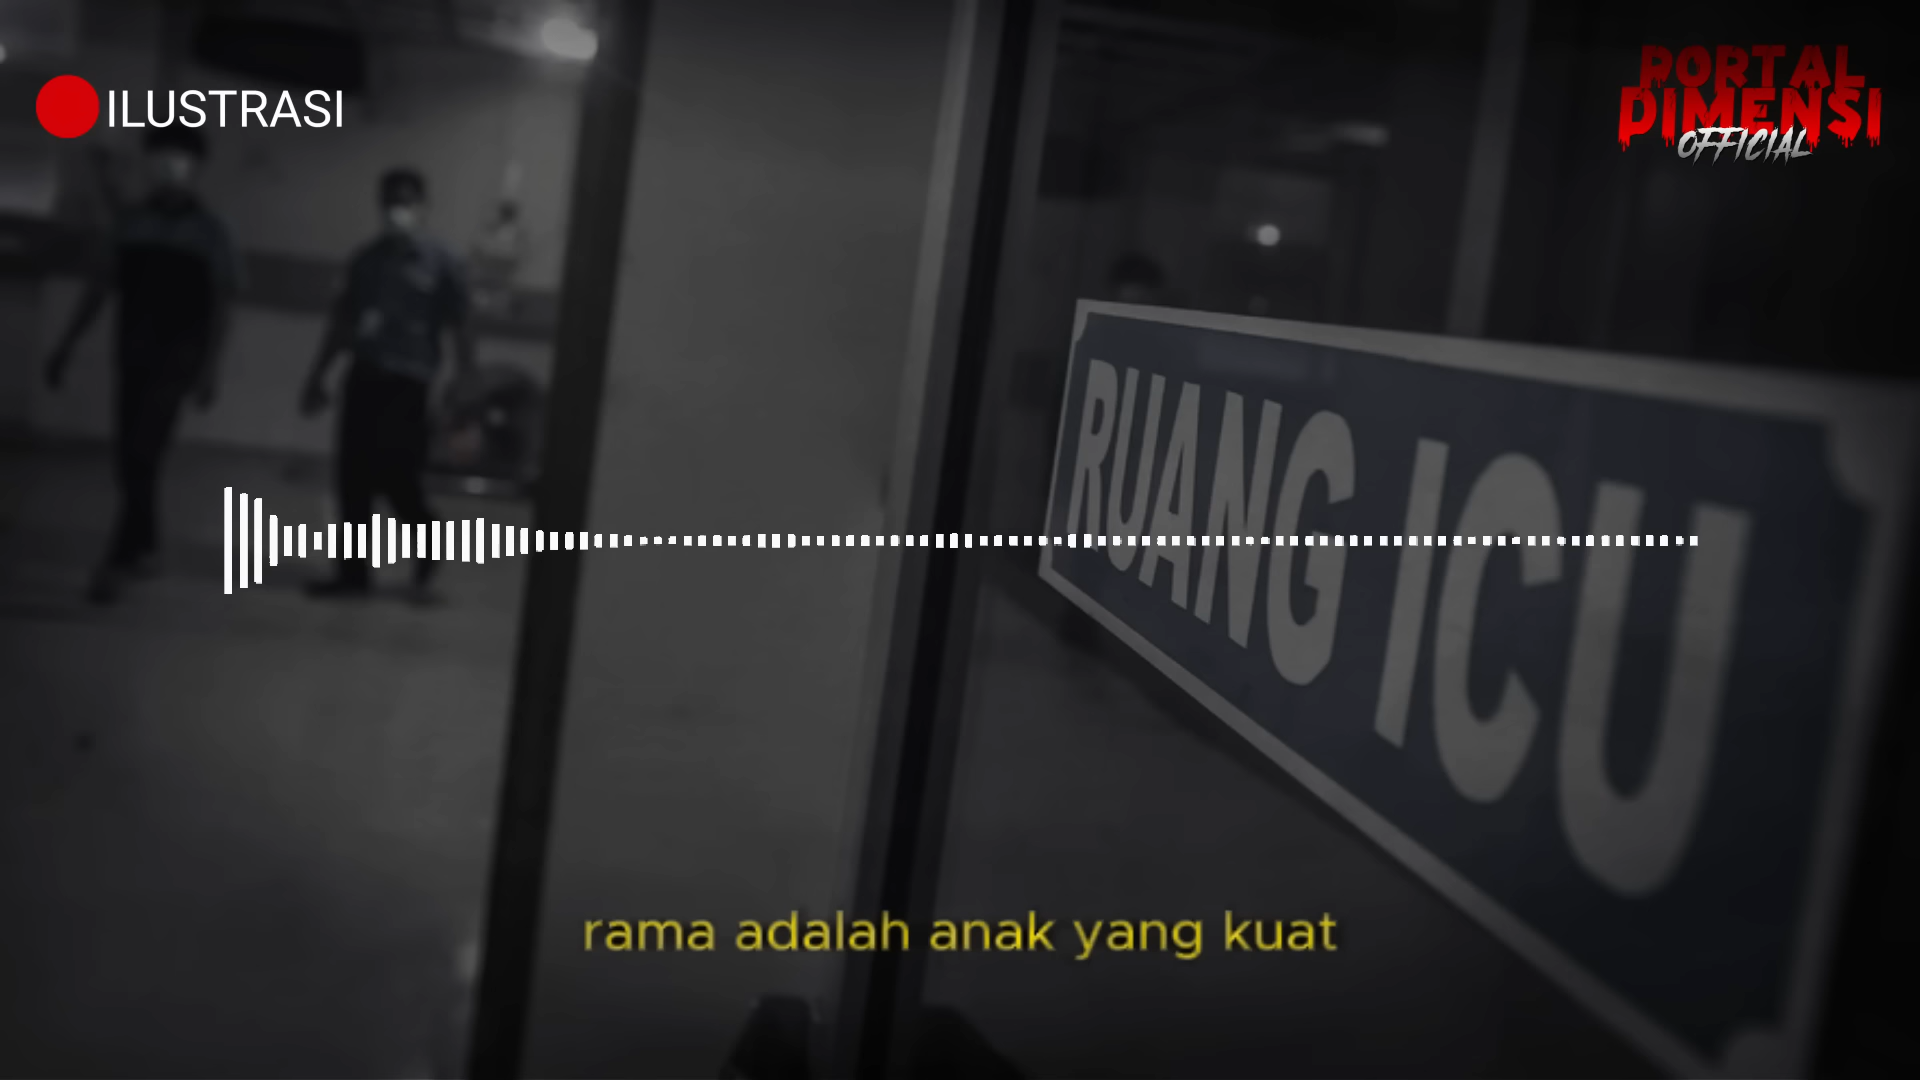 ILUSTRASI
PORTAL
DIMENSI
OFFICIAL
RUANG ICU
rama adalah anak yang kuat